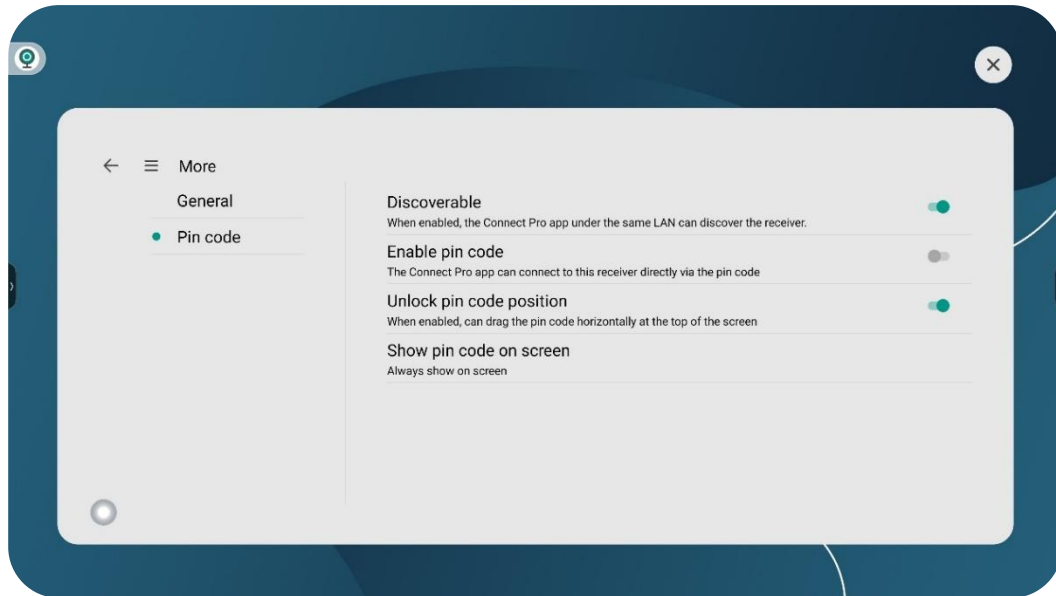 More
General
Pin code
Discoverable
When enabled, the Connect Pro app under the same LAN can discover the receiver.
Enable pin code
The Connect Pro app can connect to this receiver directly via the pin code
Unlock pin code position
When enabled, can drag the pin code horizontally at the top of the screen
Show pin code on screen
Always show on screen